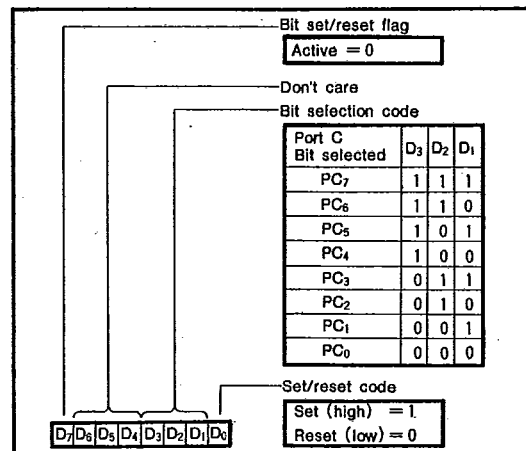 Bit set/reset flag
Active = 0
Don't care
Bit selection code
Port C
Bit selected D₃ D₂ D₁
PC₇ 1 1 1
PC₆ 1 1 0
PC₅ 1 0 1
PC₄ 1 0 0
PC₃ 0 1 1
PC₂ 0 1 0
PC₁ 0 0 1
PC₀ 0 0 0
Set/reset code
Set (high) = 1.
Reset (low) = 0
D₇ D₆ D₅ D₄ D₃ D₂ D₁ D₀